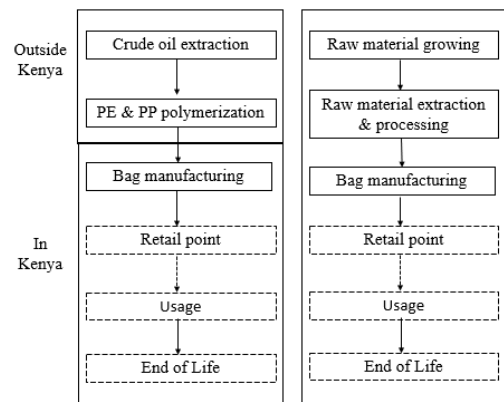 Outside
Kenya
Crude oil extraction
PE & PP polymerization
In
Kenya
Bag manufacturing
Retail point
Usage
End of Life
Raw material growing
Raw material extraction
& processing
Bag manufacturing
Retail point
Usage
End of Life